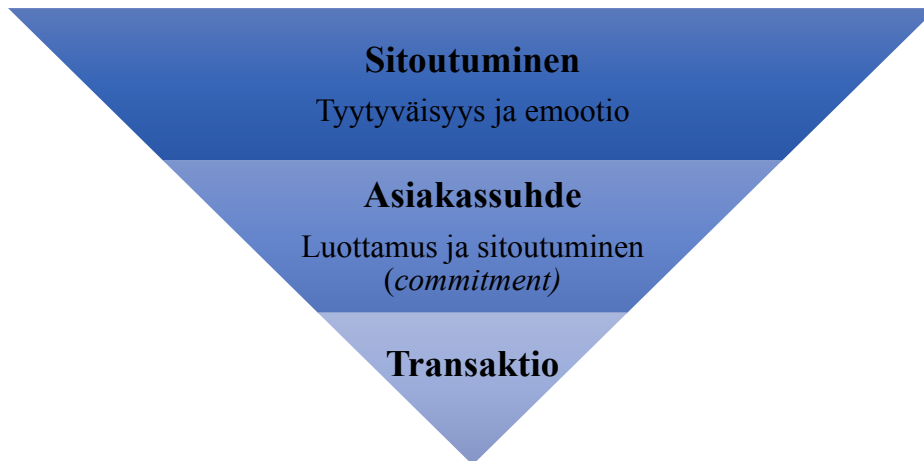 Sitoutuminen
Tyytyväisyys ja emootio
Asiakassuhde
Luottamus ja sitoutuminen
(commitment)
Transaktio